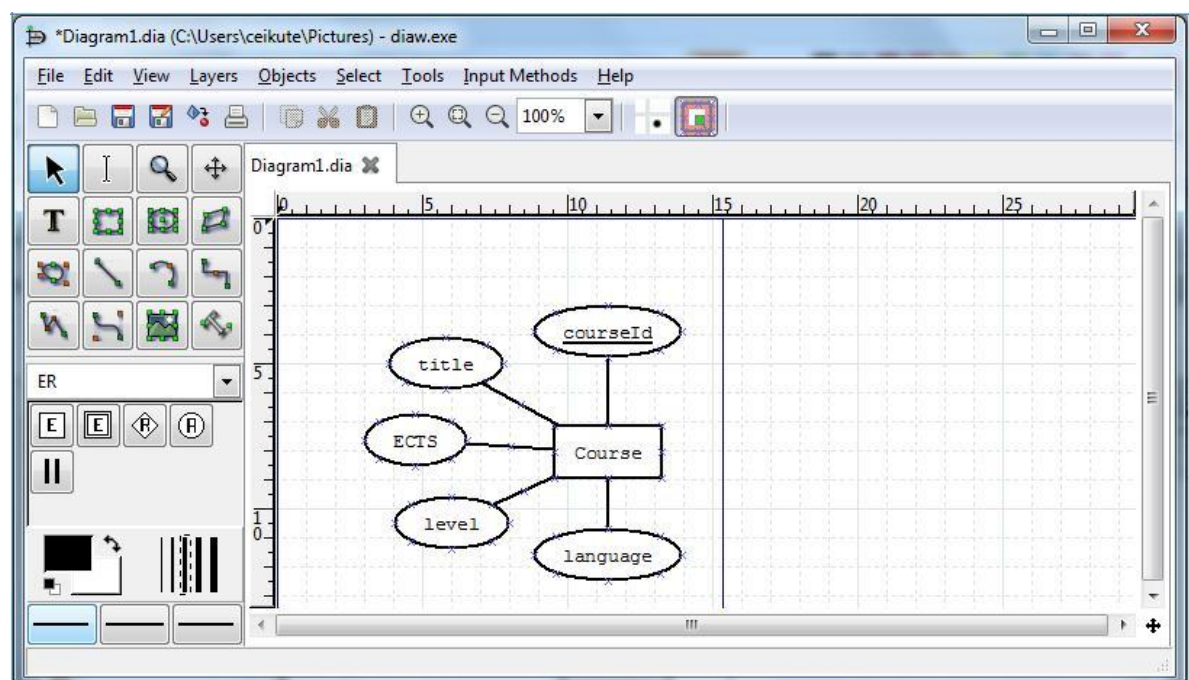 *Diagram1.dia (C:\Users\ceikute\Pictures) - diaw.exe
File Edit View Layers Objects Select Tools Input Methods Help
100%
Diagram1.dia
T
0 5 10 15 20 25
0
courseId
title
5
ER
E E R A
ECTS
Course
level
10
language